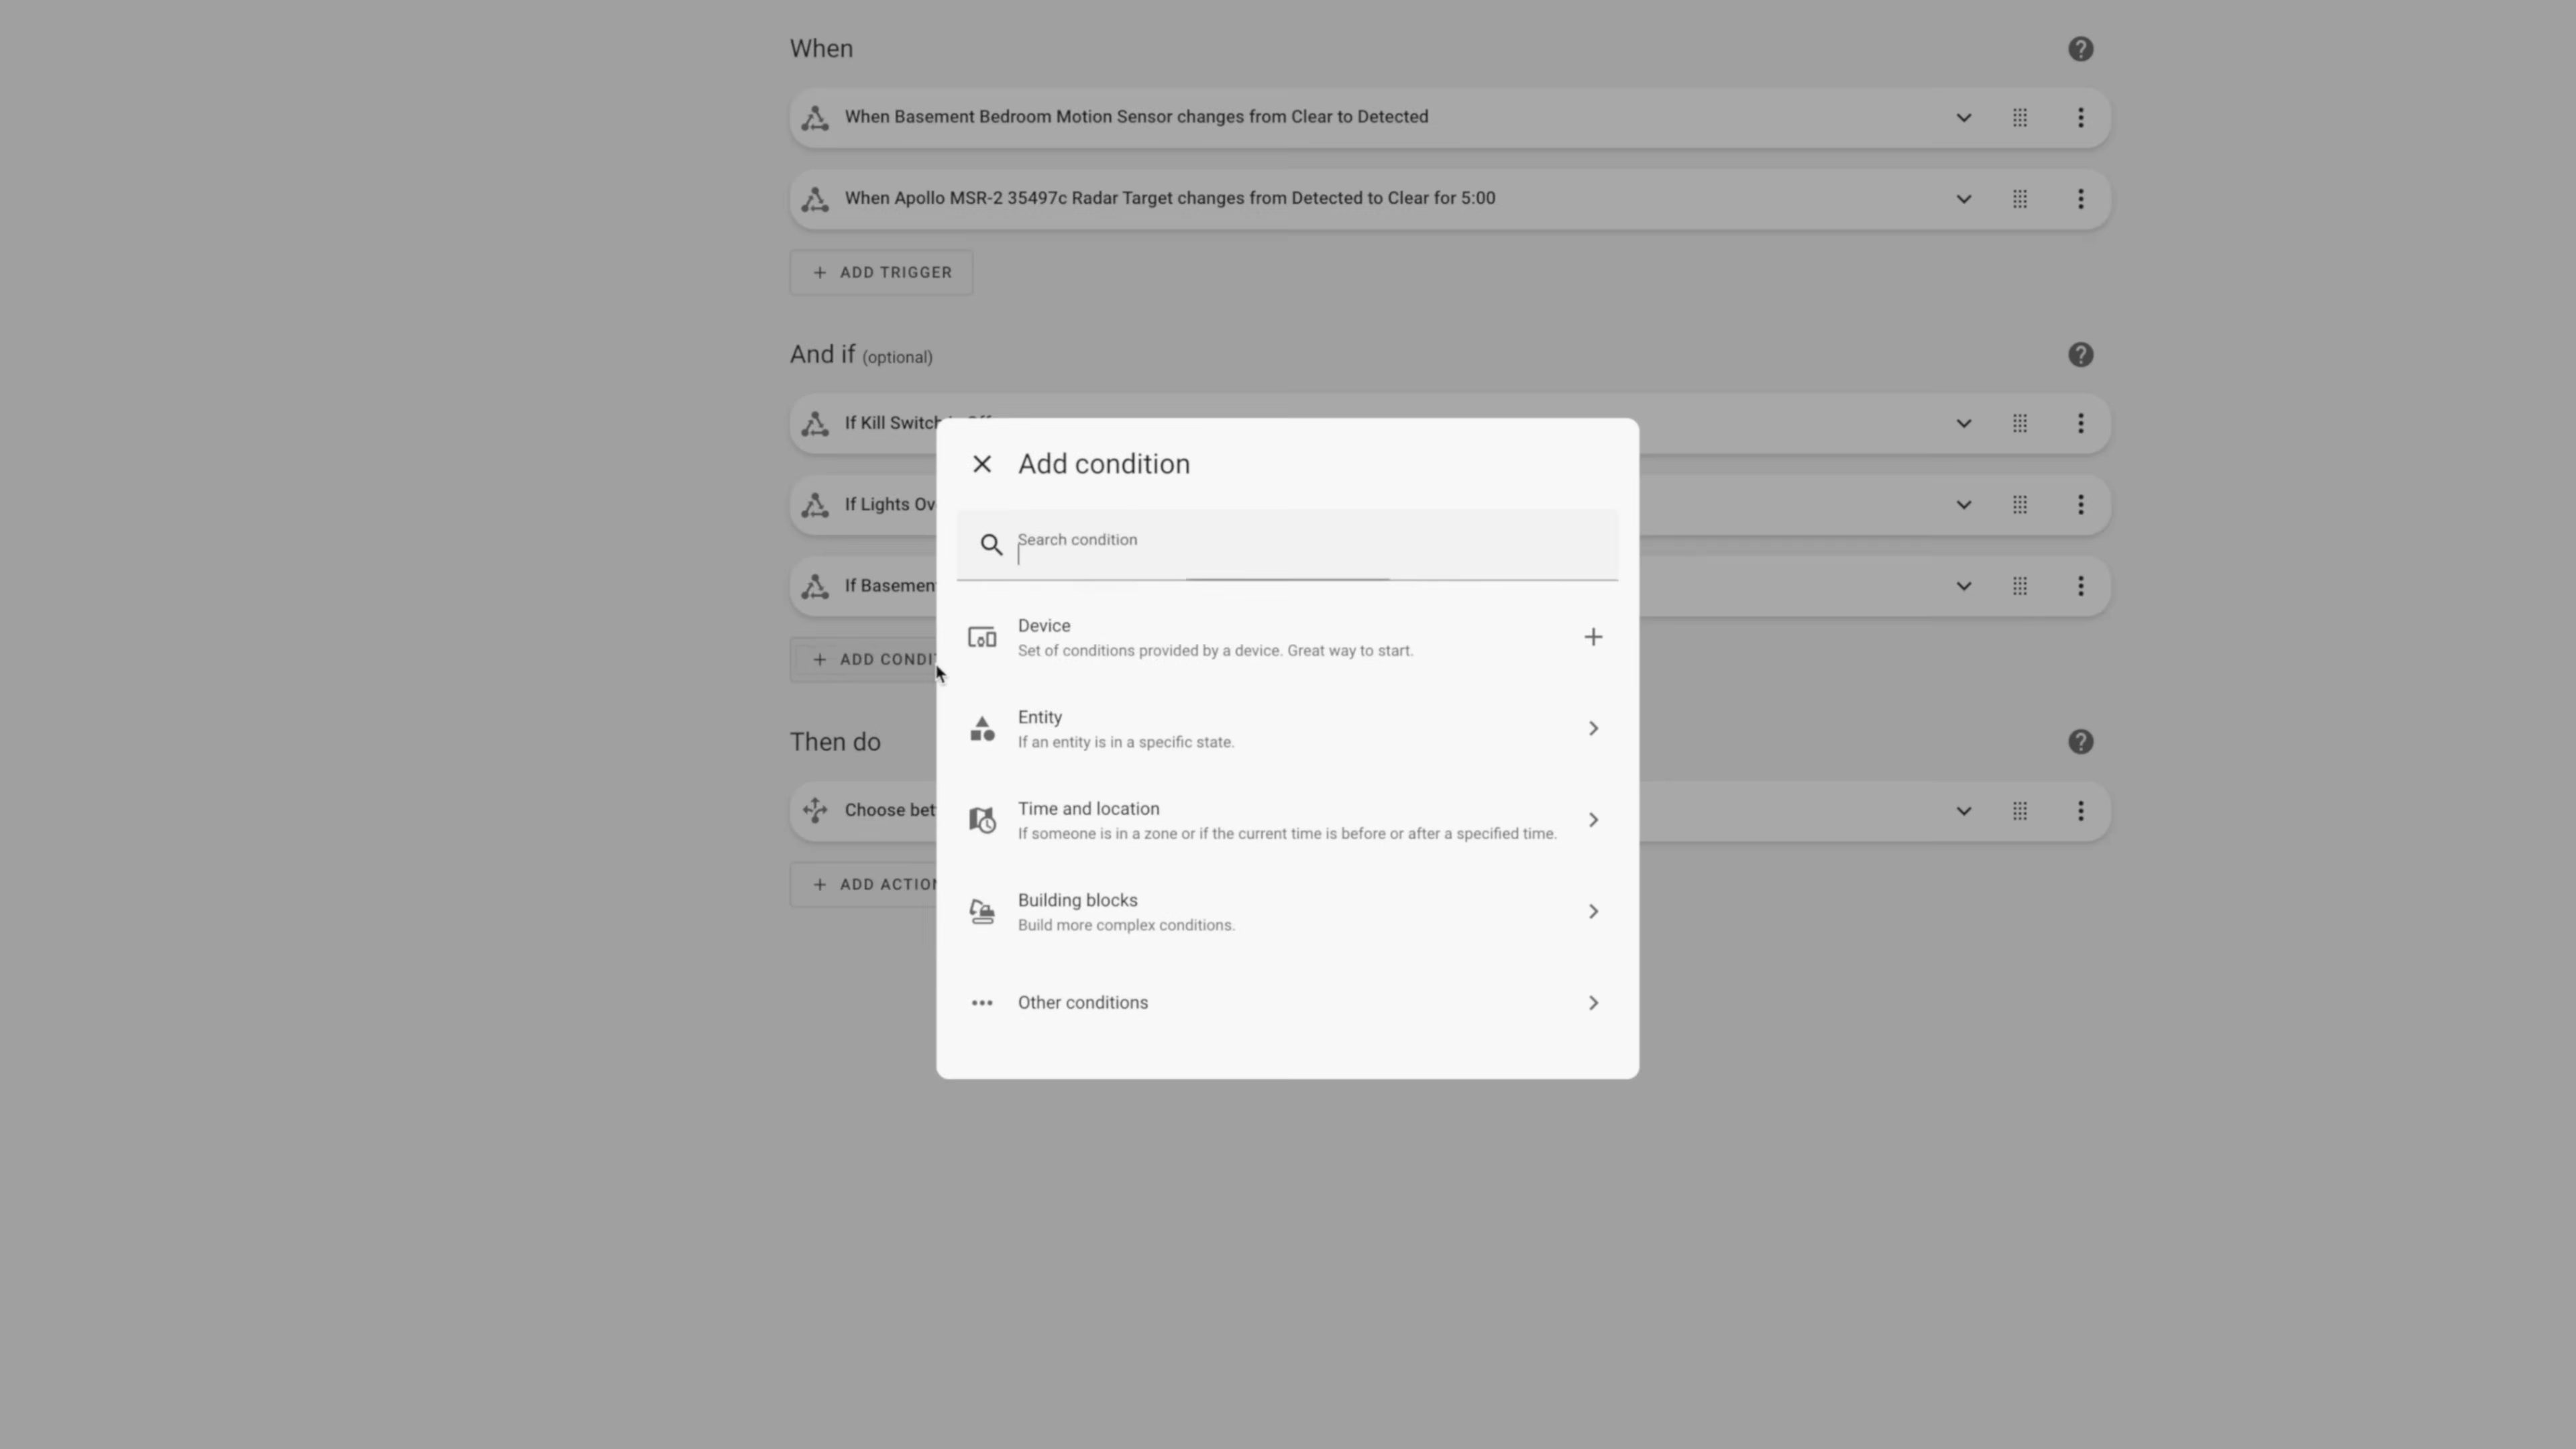 When
When Basement Bedroom Motion Sensor changes from Clear to Detected
When Apollo MSR-2 35497c Radar Target changes from Detected to Clear for 5:00
ADD TRIGGER
And if (optional)
If Kill Switch
If Lights Ov
If Basemen
ADD CONDI
Then do
Choose bet
ADD ACTION
Add condition
Search condition
Device
Set of conditions provided by a device. Great way to start.
Entity
If an entity is in a specific state.
Time and location
If someone is in a zone or if the current time is before or after a specified time.
Building blocks
Build more complex conditions.
Other conditions